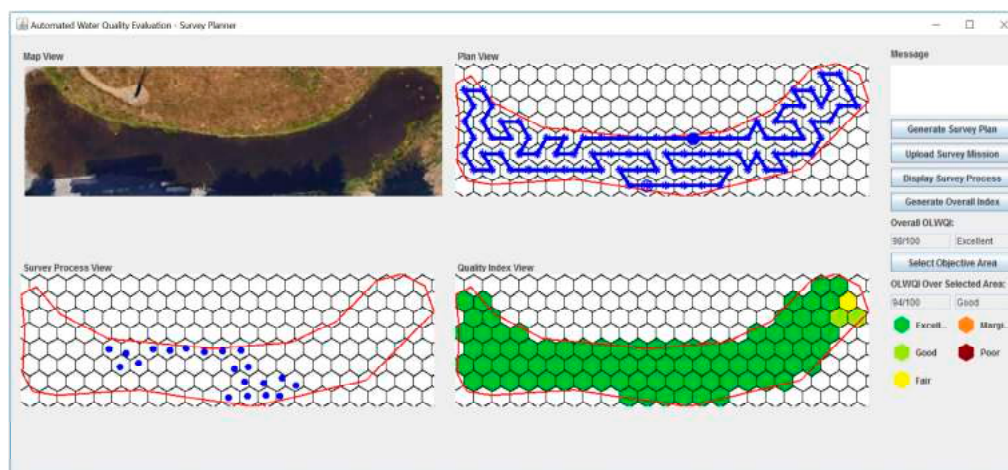 Automated Water Quality Evaluation - Survey Planner
Map View
Plan View
Message
Generate Survey Plan
Upload Survey Mission
Display Survey Process
Generate Overall Index
Overall OLWQI:
98/100 Excellent
Survey Process View
Quality Index View
Select Objective Area
OLWQI Over Selected Area:
94/100 Good
Excell... Margi...
Good Poor
Fair